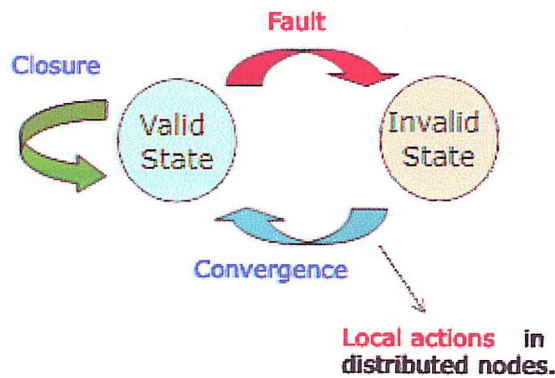 Fault
Closure
Valid
State
Invalid
State
Convergence
Local actions in
distributed nodes.